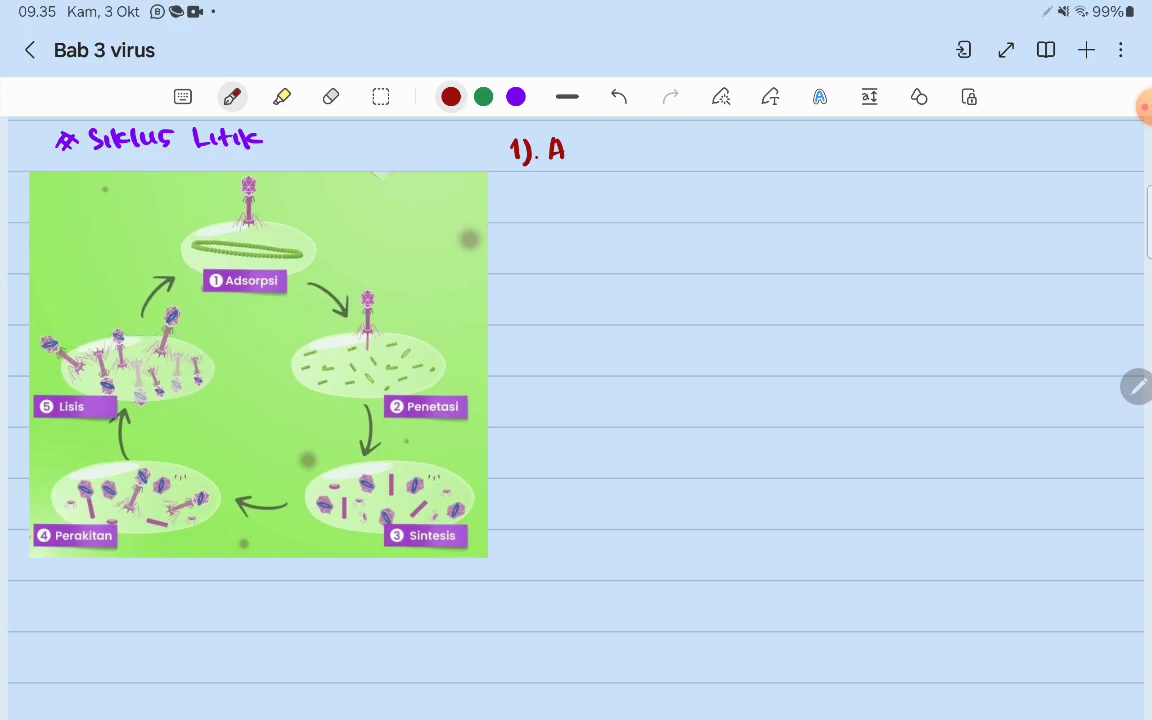 09.35 Kam, 3 Okt
99%
Bab 3 virus
# Siklus Litik
1). A
1 Adsorpsi
2 Penetasi
3 Sintesis
4 Perakitan
5 Lisis